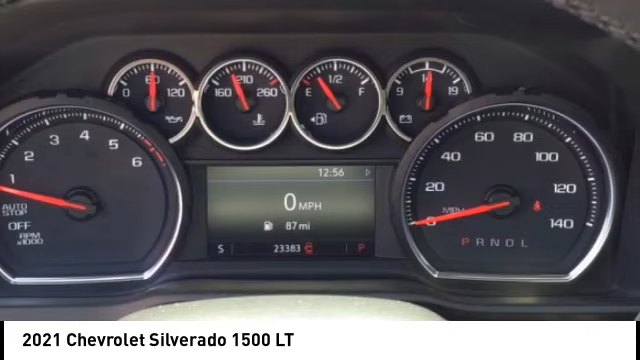 0 60 120
160 210 260
E 1/2 F
9 14 19
1 2 3 4 5 6
AUTO
STOP
OFF
RPM
x1000
12:56
0 MPH
87 mi
S 23383 P
0 20 40 60 80 100 120 140
MPH
P R N D L
2021 Chevrolet Silverado 1500 LT